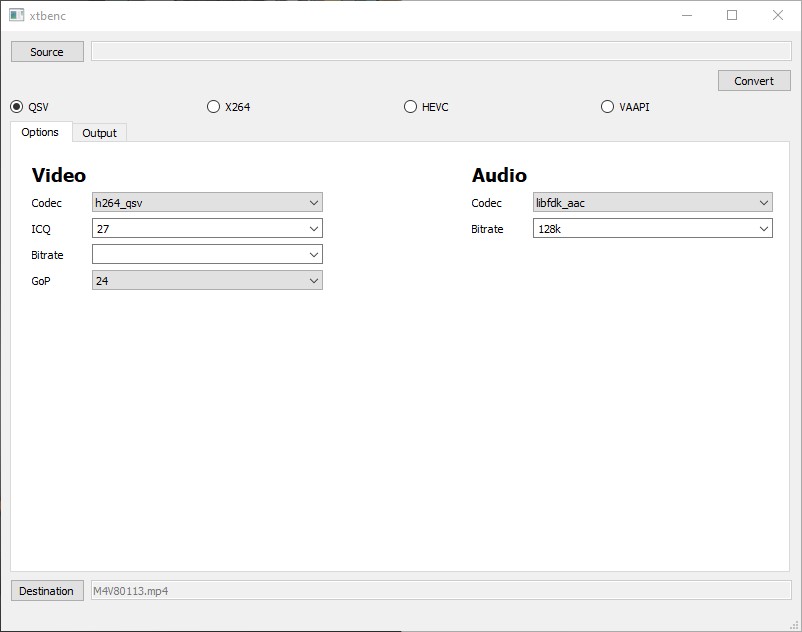 xtbenc
Source
Convert
QSV X264 HEVC VAAPI
Options Output
Video Audio
Codec h264_qsv Codec libfdk_aac
ICQ 27 Bitrate 128k
Bitrate
GoP 24
Destination M4V80113.mp4